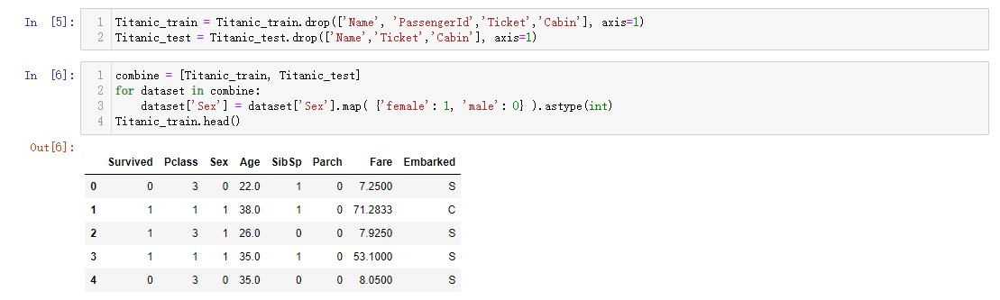 In [5]:
1 Titanic_train = Titanic_train.drop(['Name', 'PassengerId','Ticket','Cabin'], axis=1)
2 Titanic_test = Titanic_test.drop(['Name','Ticket','Cabin'], axis=1)
In [6]:
1 combine = [Titanic_train, Titanic_test]
2 for dataset in combine:
3     dataset['Sex'] = dataset['Sex'].map( {'female': 1, 'male': 0} ).astype(int)
4 Titanic_train.head()
Out[6]:
Survived Pclass Sex Age SibSp Parch Fare Embarked
0 0 3 0 22.0 1 0 7.2500 S
1 1 1 1 38.0 1 0 71.2833 C
2 1 3 1 26.0 0 0 7.9250 S
3 1 1 1 35.0 1 0 53.1000 S
4 0 3 0 35.0 0 0 8.0500 S